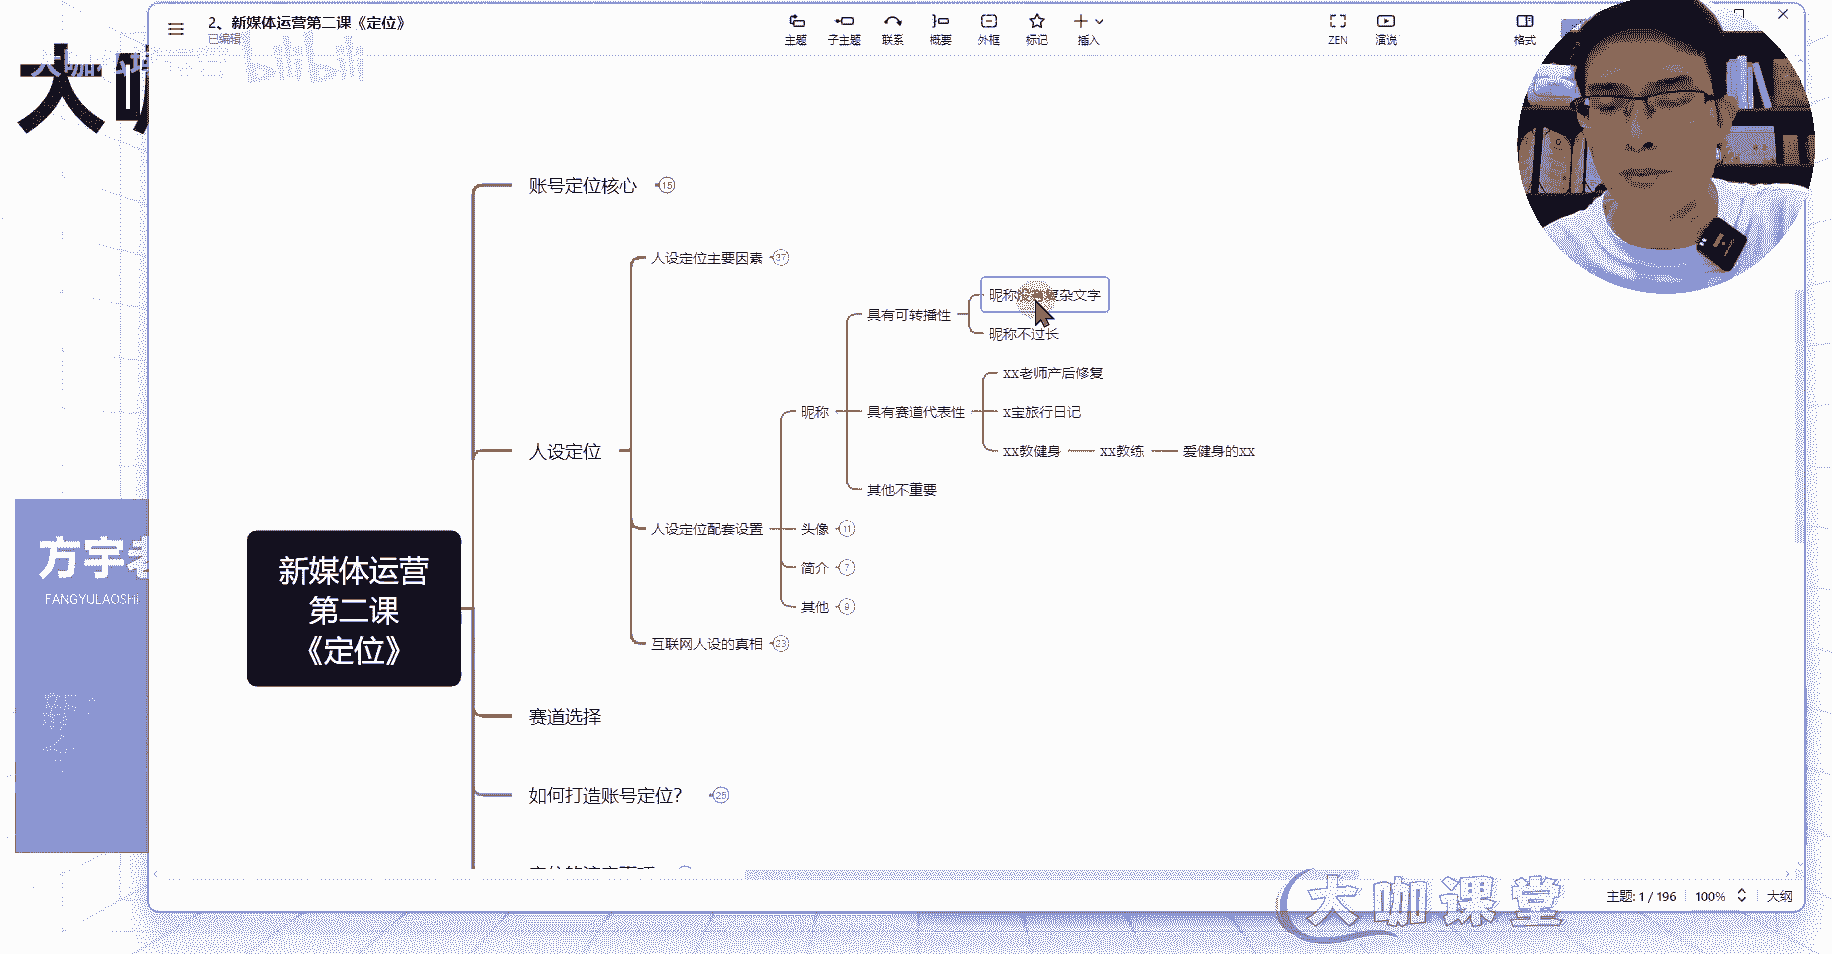 2、新媒体运营第二课《定位》
已编辑
主题
子主题
联系
概要
外框
标记
插入
ZEN
演说
格式
bilibili
大咖
账号定位核心
15
人设定位主要因素
37
昵称没有复杂文字
具有可转播性
昵称不过长
xx老师产后修复
昵称
具有赛道代表性
x宝旅行日记
人设定位
xx教健身
xx教练
爱健身的xx
其他不重要
人设定位配套设置
头像
11
简介
7
其他
9
互联网人设的真相
23
新媒体运营
第二课
《定位》
方宇老
FANGYULAOSHI
赛道选择
如何打造账号定位？
25
大咖课堂
主题: 1 / 196
100%
大纲